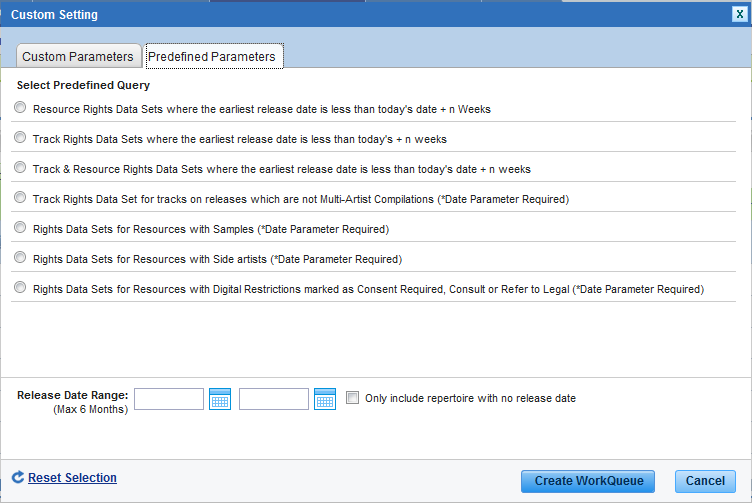 Custom Setting
X
Custom Parameters
Predefined Parameters
Select Predefined Query
Resource Rights Data Sets where the earliest release date is less than today's date + n Weeks
Track Rights Data Sets where the earliest release date is less than today's + n weeks
Track & Resource Rights Data Sets where the earliest release date is less than today's date + n weeks
Track Rights Data Set for tracks on releases which are not Multi-Artist Compilations (*Date Parameter Required)
Rights Data Sets for Resources with Samples (*Date Parameter Required)
Rights Data Sets for Resources with Side artists (*Date Parameter Required)
Rights Data Sets for Resources with Digital Restrictions marked as Consent Required, Consult or Refer to Legal (*Date Parameter Required)
Release Date Range:
(Max 6 Months)
Only include repertoire with no release date
Reset Selection
Create WorkQueue
Cancel